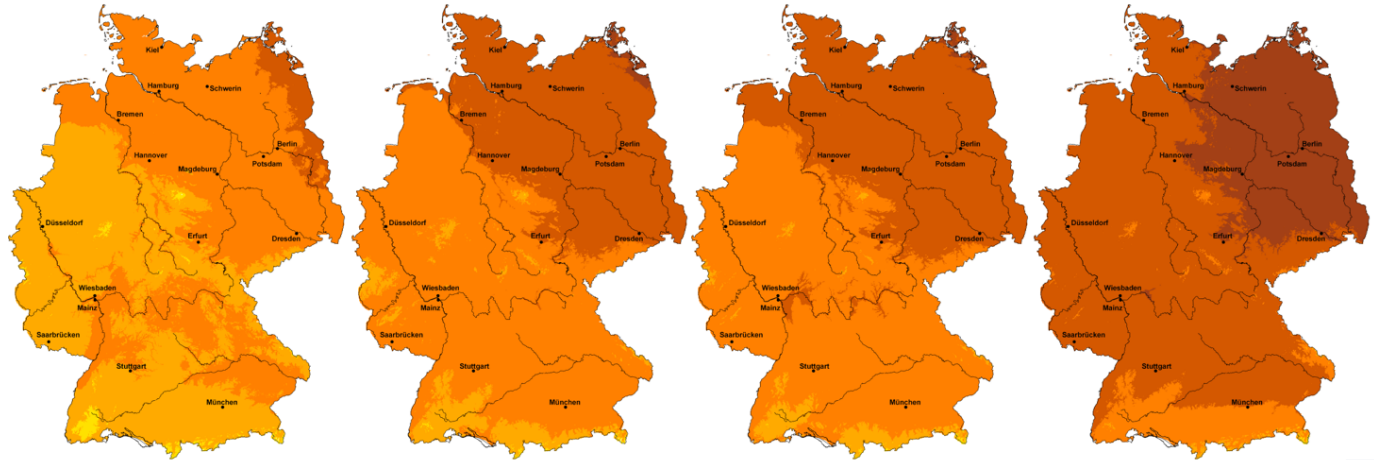 Kiel
Hamburg
Schwerin
Bremen
Berlin
Hannover
Potsdam
Magdeburg
Düsseldorf
Erfurt
Dresden
Wiesbaden
Mainz
Saarbrücken
Stuttgart
München
Kiel
Hamburg
Schwerin
Bremen
Berlin
Hannover
Potsdam
Magdeburg
Düsseldorf
Erfurt
Dresden
Wiesbaden
Mainz
Saarbrücken
Stuttgart
München
Kiel
Hamburg
Schwerin
Bremen
Berlin
Hannover
Potsdam
Magdeburg
Düsseldorf
Erfurt
Dresden
Wiesbaden
Mainz
Saarbrücken
Stuttgart
München
Kiel
Hamburg
Schwerin
Bremen
Berlin
Hannover
Potsdam
Magdeburg
Düsseldorf
Erfurt
Dresden
Wiesbaden
Mainz
Saarbrücken
Stuttgart
München